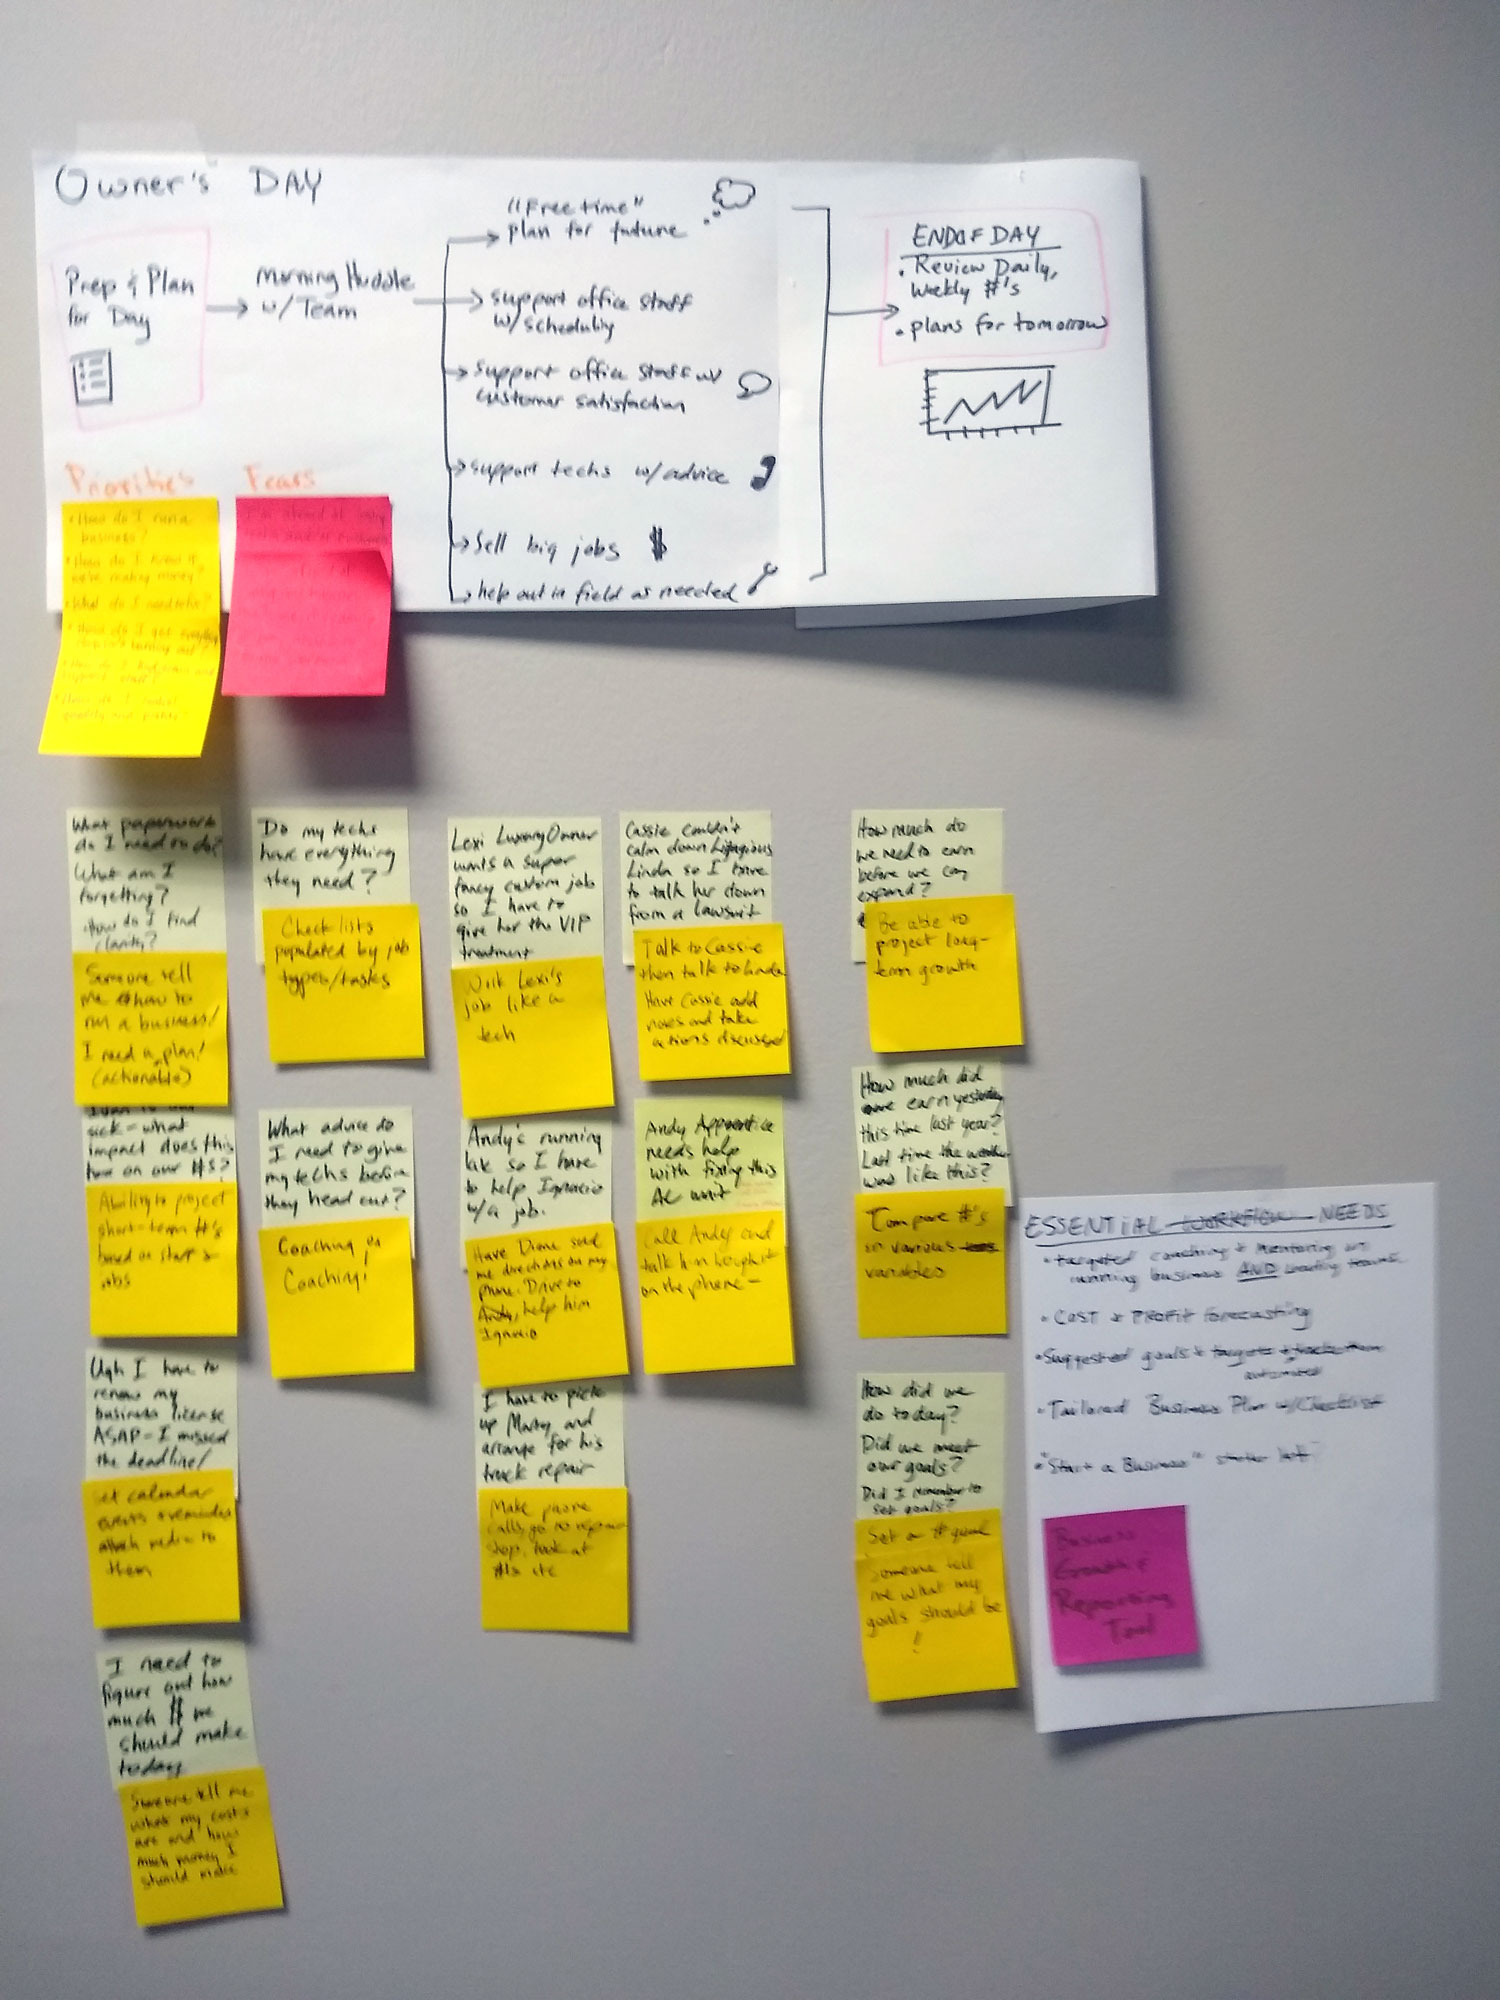 Owner's DAY
Prep & Plan
for Day
Morning Huddle
w/Team
"Free time"
plan for future
support office staff
w/scheduling
support office staff w/
customer satisfaction
support techs w/advice
Sell big jobs $
help out in field as needed
END OF DAY
• Review Daily,
Weekly #'s
• plans for tomorrow
Priorities
• How do I run a
business?
• How do I know if
we're making money?
• What do I need
• How do I get everything
• How do I
support staff?
• How do I
quality and
Fears
What paperwork
do I need to do?
What am I
forgetting?
How do I find
clarity?
Someone tell
me how to
run a business!
I need a plan!
(actionable)
sick = what
impact does this
have on our #'s?
Ability to project
short-term #'s
based on staff &
jobs
Ugh I have to
renew my
business license
ASAP - I missed
the deadline!
Set calendar
events + reminders
attach media to
them
I need to
figure out how
much $ we
should make
today
Someone tell me
what my costs
are and how
much money I
should make
Do my techs
have everything
they need?
Check lists
populated by job
types/tasks
What advice do
I need to give
my techs before
they head out?
Coaching on
Coaching!
Lexi LuxuryOwner
wants a super
fancy custom job
so I have to
give her the VIP
treatment
Work Lexi's
job like a
tech
Andy's running
late so I have
to help Ignacio
w/a job.
Have Diane send
me directions on my
phone. Drive to
Andy, help him
Ignacio
I have to pick
up Marty and
arrange for his
truck repair
Make phone
calls, go to repair
shop, look at
#'s etc
Cassie couldn't
calm down Litigious
Linda so I have
to talk her down
from a lawsuit
Talk to Cassie
then talk to Linda
Have Cassie add
notes and take
actions discussed
Andy Apprentice
needs help
with fixing this
AC unit
Call Andy and
talk him through it
on the phone
How much do
we need to earn
before we can
expand?
Be able to
project long-
term growth
How much did
we earn yesterday
this time last year?
Last time the weather
was like this?
Compare #'s
in various
variables
How did we
do today?
Did we meet
our goals?
Did I remember to
set goals?
Set a # goal
Someone tell
me what my
goals should be
!
ESSENTIAL WORKFLOW NEEDS
• Targeted coaching + Mentoring on
running business AND leading teams
• COST & PROFIT forecasting
• Suggested goals + targets + track them
automated
• Tailored Business Plan w/Checklist
• "Start a Business" starter kit?
Business
Growth &
Reporting
Tool